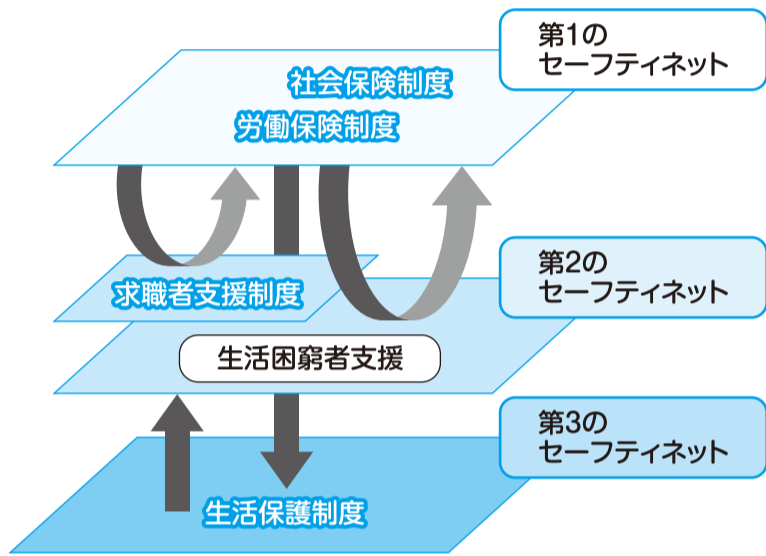 第1の
セーフティネット
社会保険制度
労働保険制度
第2の
セーフティネット
求職者支援制度
生活困窮者支援
第3の
セーフティネット
生活保護制度